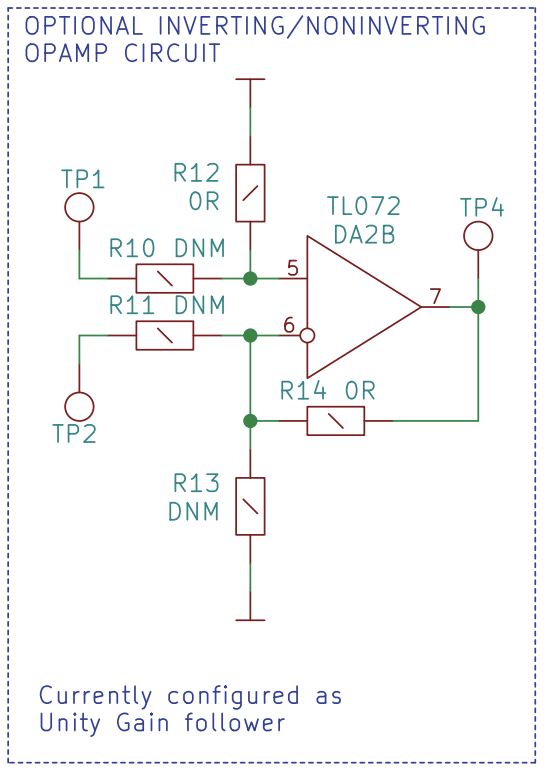 OPTIONAL INVERTING/NONINVERTING
OPAMP CIRCUIT
TP1
R12
0R
TL072
DA2B
TP4
R10 DNM
5
R11 DNM
6
7
R14 0R
TP2
R13
DNM
Currently configured as
Unity Gain follower